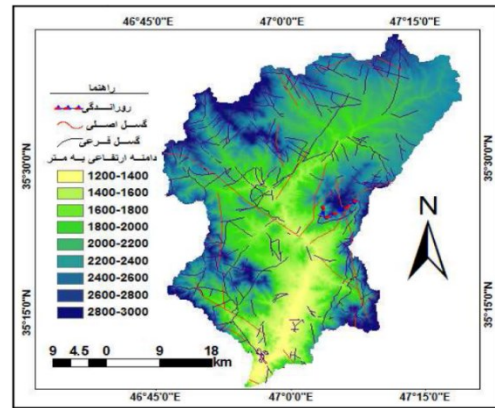 46°45'0"E 47°0'0"E 47°15'0"E
35°30'0"N
35°15'0"N
راهنما
روراندگی
گسل اصلی
گسل فرعی
دامنه ارتفاعی به متر
1200-1400
1400-1600
1600-1800
1800-2000
2000-2200
2200-2400
2400-2600
2600-2800
2800-3000
9 4.5 0 9 18
km
N
35°30'0"N
35°15'0"N
46°45'0"E 47°0'0"E 47°15'0"E